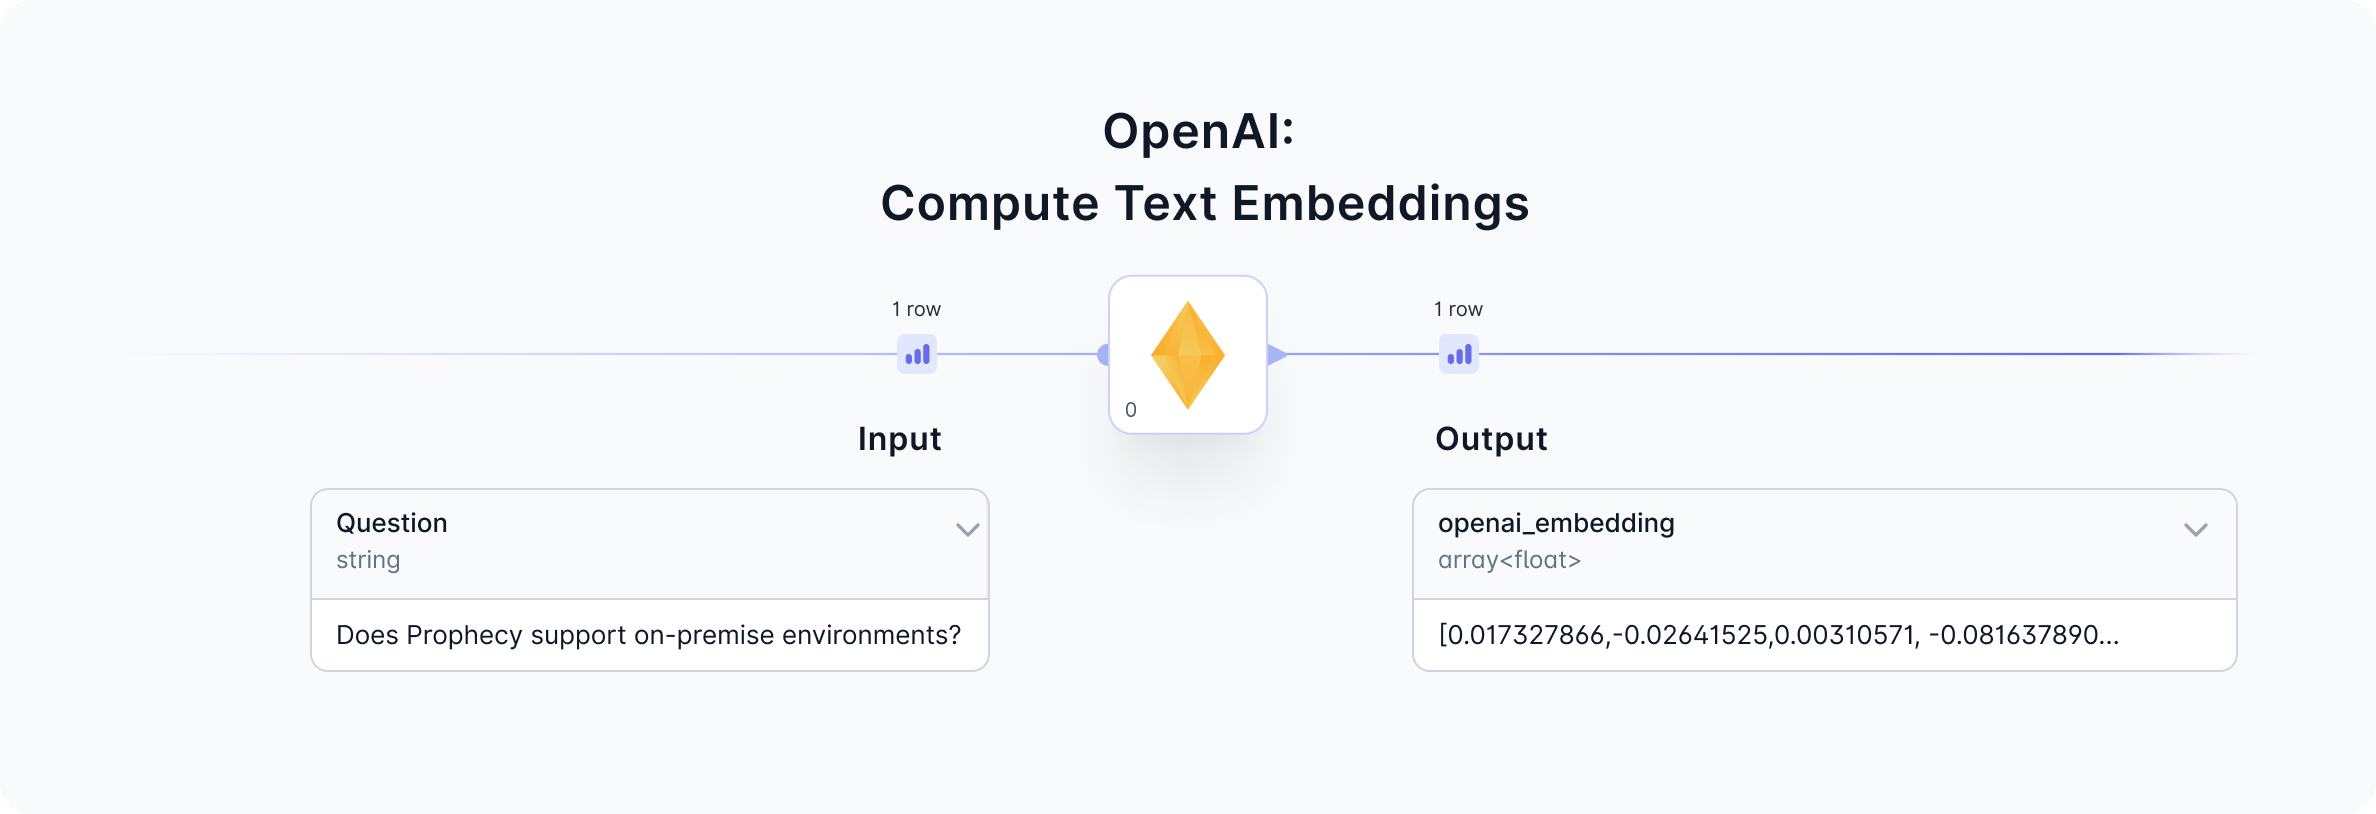 OpenAI:
Compute Text Embeddings
1 row
1 row
0
Input
Output
Question
string
Does Prophecy support on-premise environments?
openai_embedding
array<float>
[0.017327866,-0.02641525,0.00310571, -0.081637890...